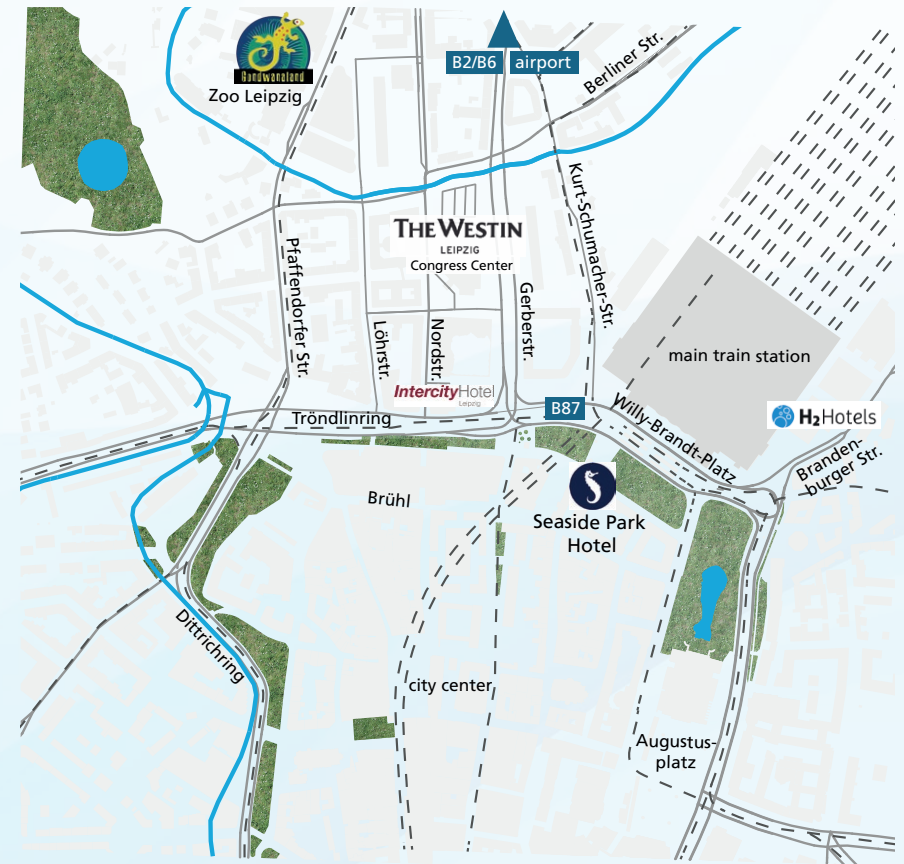 Gondwanaland
Zoo Leipzig
B2/B6
airport
Berliner Str.
Kurt-Schumacher-Str.
THE WESTIN
LEIPZIG
Congress Center
Pfaffendorfer Str.
Löhrstr.
Nordstr.
Gerberstr.
main train station
IntercityHotel
Leipzig
B87
Tröndlinring
Willy-Brandt-Platz
H2Hotels
Branden-
burger Str.
Brühl
Seaside Park
Hotel
Dittrichring
city center
Augustus-
platz